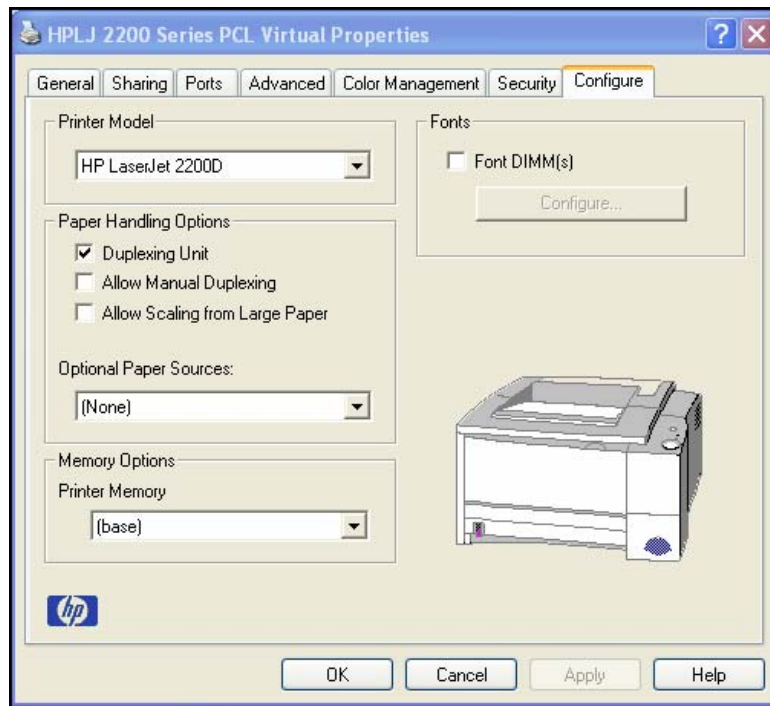 HPLJ 2200 Series PCL Virtual Properties
General Sharing Ports Advanced Color Management Security Configure
Printer Model
HP LaserJet 2200D
Paper Handling Options
Duplexing Unit
Allow Manual Duplexing
Allow Scaling from Large Paper
Optional Paper Sources:
(None)
Memory Options
Printer Memory
(base)
Fonts
Font DIMM(s)
Configure...
hp
OK Cancel Apply Help